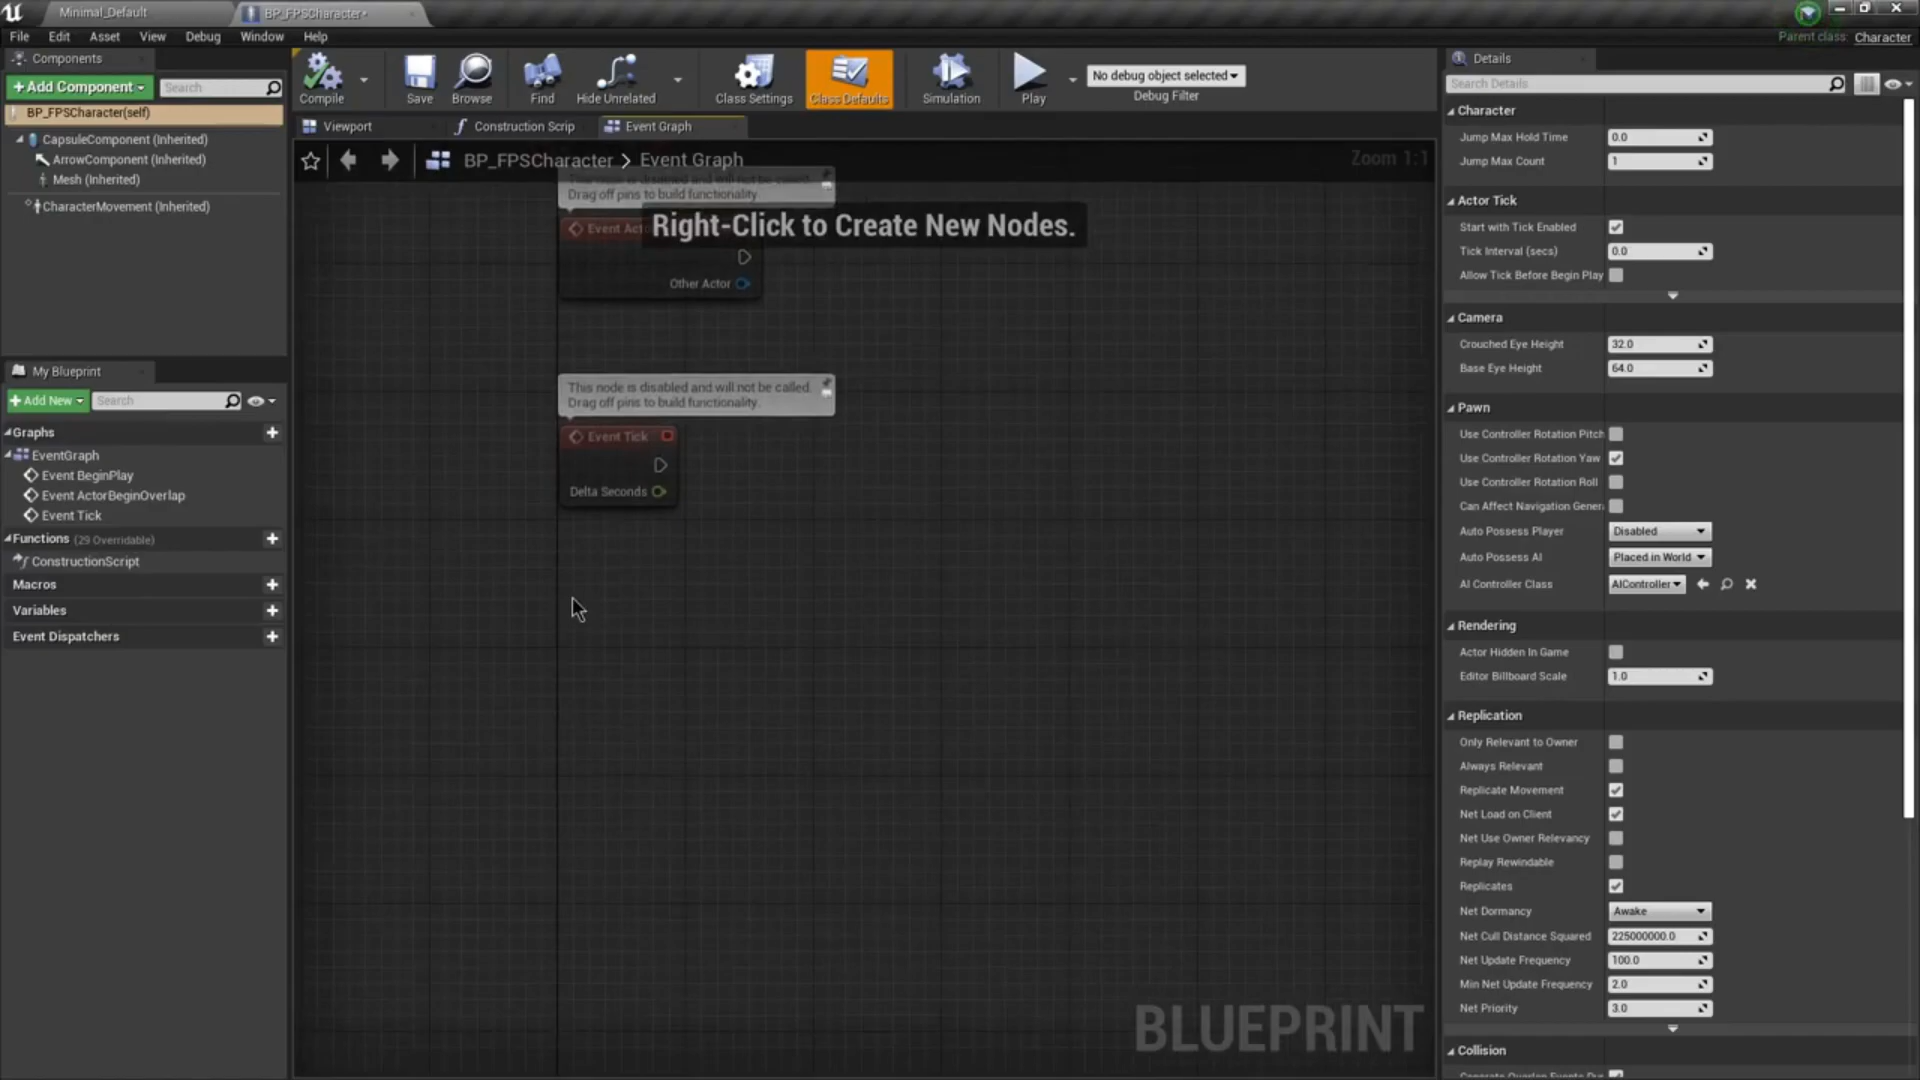 Minimal_Default
BP_FPSCharacter*
File Edit Asset View Debug Window Help
Parent class: Character
Components
+Add Component
Search
BP_FPSCharacter(self)
CapsuleComponent (Inherited)
ArrowComponent (Inherited)
Mesh (Inherited)
CharacterMovement (Inherited)
My Blueprint
+Add New
Search
Graphs
EventGraph
Event BeginPlay
Event ActorBeginOverlap
Event Tick
Functions (29 Overridable)
ConstructionScript
Macros
Variables
Event Dispatchers
Compile
Save
Browse
Find
Hide Unrelated
Class Settings
Class Defaults
Simulation
Play
No debug object selected
Debug Filter
Viewport
Construction Scrip
Event Graph
BP_FPSCharacter > Event Graph
Zoom 1:1
This node is disabled and will not be called.
Drag off pins to build functionality.
Right-Click to Create New Nodes.
Event Act
Other Actor
This node is disabled and will not be called.
Drag off pins to build functionality.
Event Tick
Delta Seconds
BLUEPRINT
Details
Search Details
Character
Jump Max Hold Time 0.0
Jump Max Count 1
Actor Tick
Start with Tick Enabled
Tick Interval (secs) 0.0
Allow Tick Before Begin Play
Camera
Crouched Eye Height 32.0
Base Eye Height 64.0
Pawn
Use Controller Rotation Pitch
Use Controller Rotation Yaw
Use Controller Rotation Roll
Can Affect Navigation Gener
Auto Possess Player Disabled
Auto Possess AI Placed in World
AI Controller Class AIController
Rendering
Actor Hidden In Game
Editor Billboard Scale 1.0
Replication
Only Relevant to Owner
Always Relevant
Replicate Movement
Net Load on Client
Net Use Owner Relevancy
Replay Rewindable
Replicates
Net Dormancy Awake
Net Cull Distance Squared 225000000.0
Net Update Frequency 100.0
Min Net Update Frequency 2.0
Net Priority 3.0
Collision